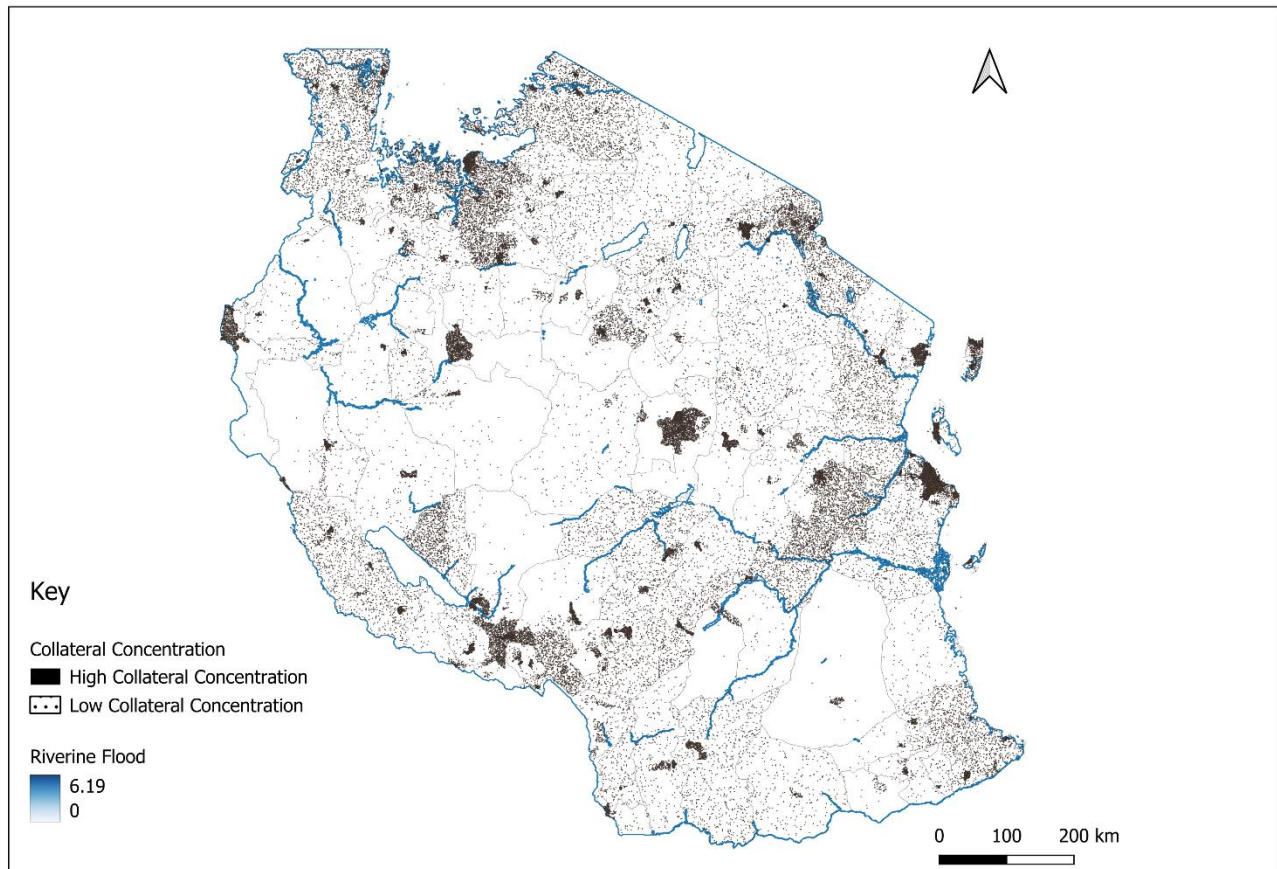 Key
Collateral Concentration
High Collateral Concentration
Low Collateral Concentration
Riverine Flood
6.19
0
0 100 200 km